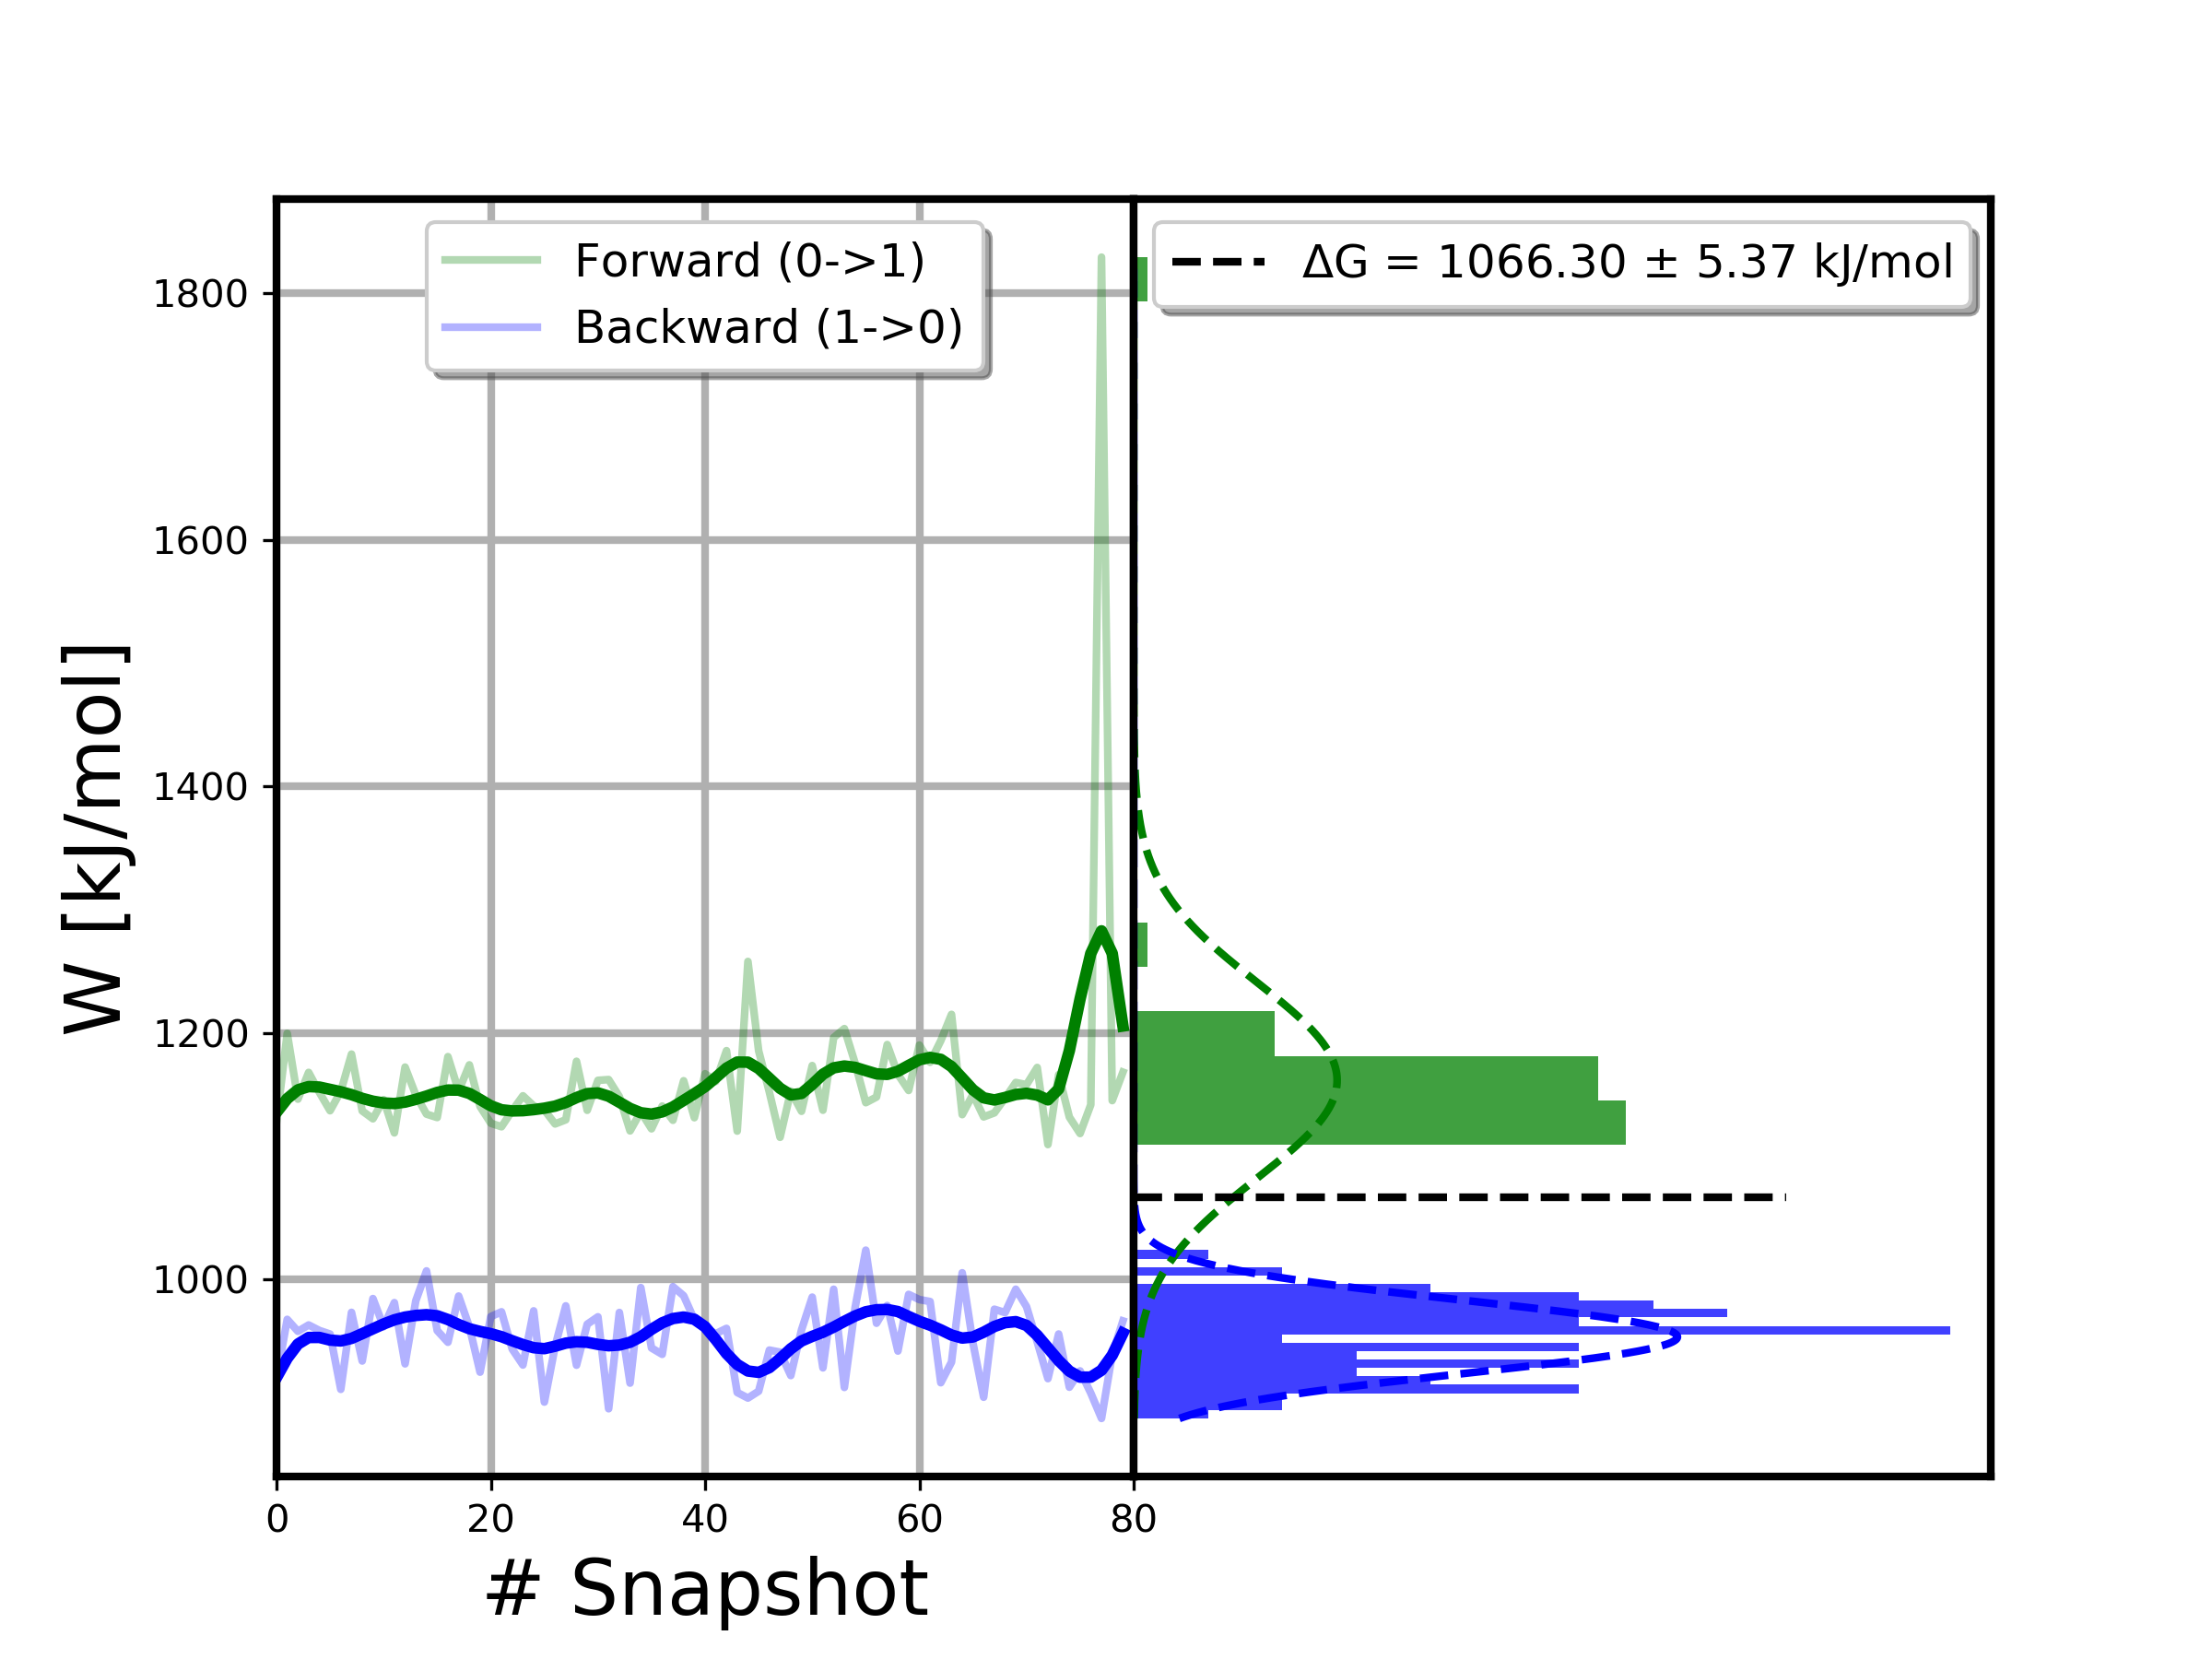 Forward (0->1)
Backward (1->0)
ΔG = 1066.30 ± 5.37 kJ/mol
W [kJ/mol]
1800
1600
1400
1200
1000
0 20 40 60 80
# Snapshot